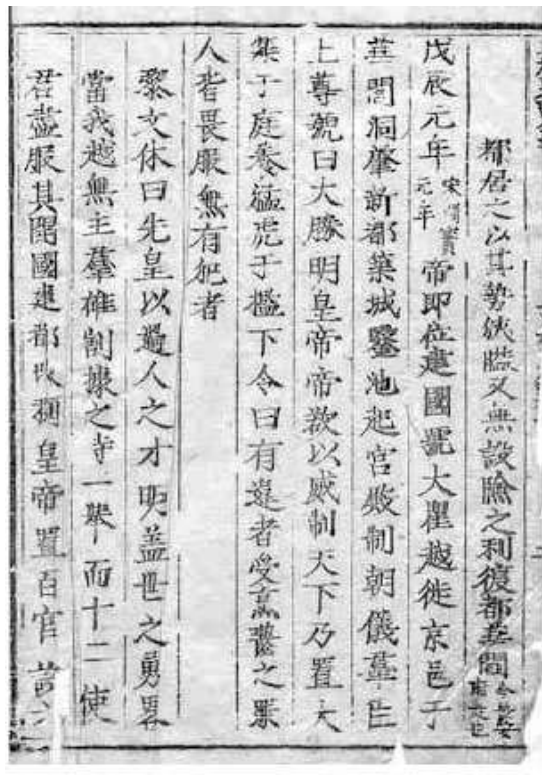 都居之以其勢狹隘又無設險之利復都華閭
戊辰元年宋開寶元年帝即位建國號大瞿越徙京邑于
華閭洞肇新都築城鑿池起宮殿制朝儀羣臣
上尊號曰大勝明皇帝帝欲以威制天下乃置大
鼎于庭養猛虎于檻下令曰有違者受烹齧之罪
人皆畏服無有犯者
黎文休曰先皇以過人之才明蓋世之勇畧
當我越無主羣雄割據之時一舉而十二使
君盡服其開國建都改稱皇帝置百官